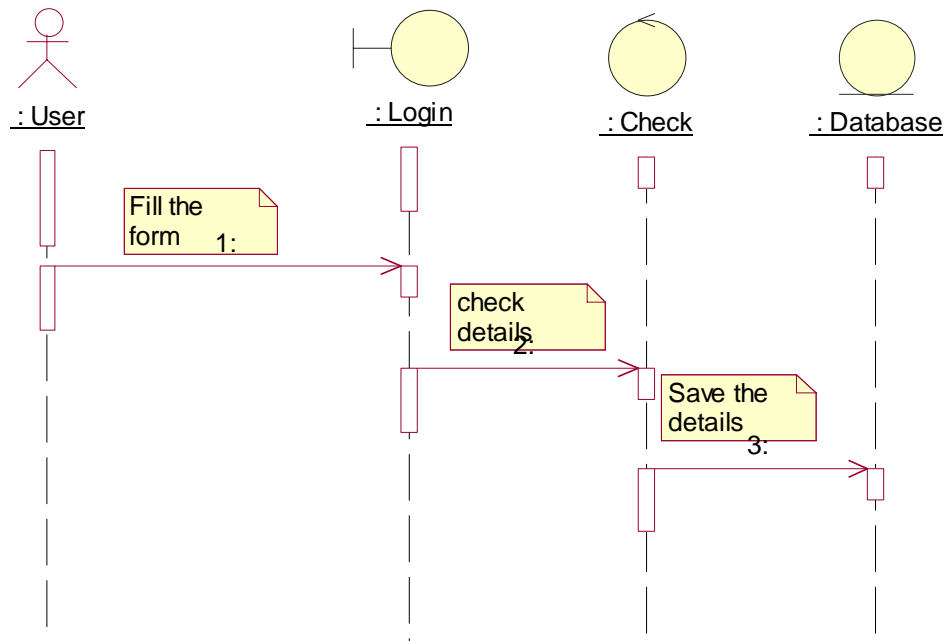 : User
: Login
: Check
: Database
Fill the
form
1:
check
details
2:
Save the
details
3: